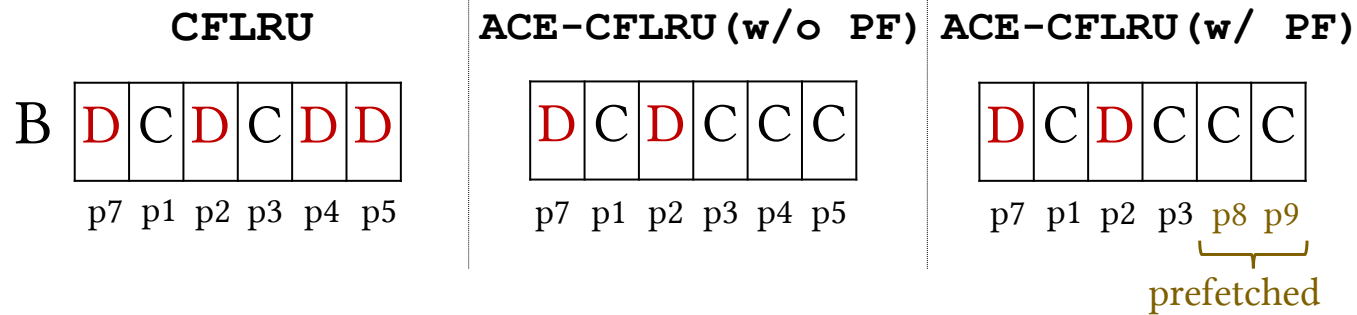 CFLRU
ACE-CFLRU(w/o PF)
ACE-CFLRU(w/ PF)
B D C D C D D
D C D C C C
D C D C C C
p7 p1 p2 p3 p4 p5
p7 p1 p2 p3 p4 p5
p7 p1 p2 p3 p8 p9
prefetched